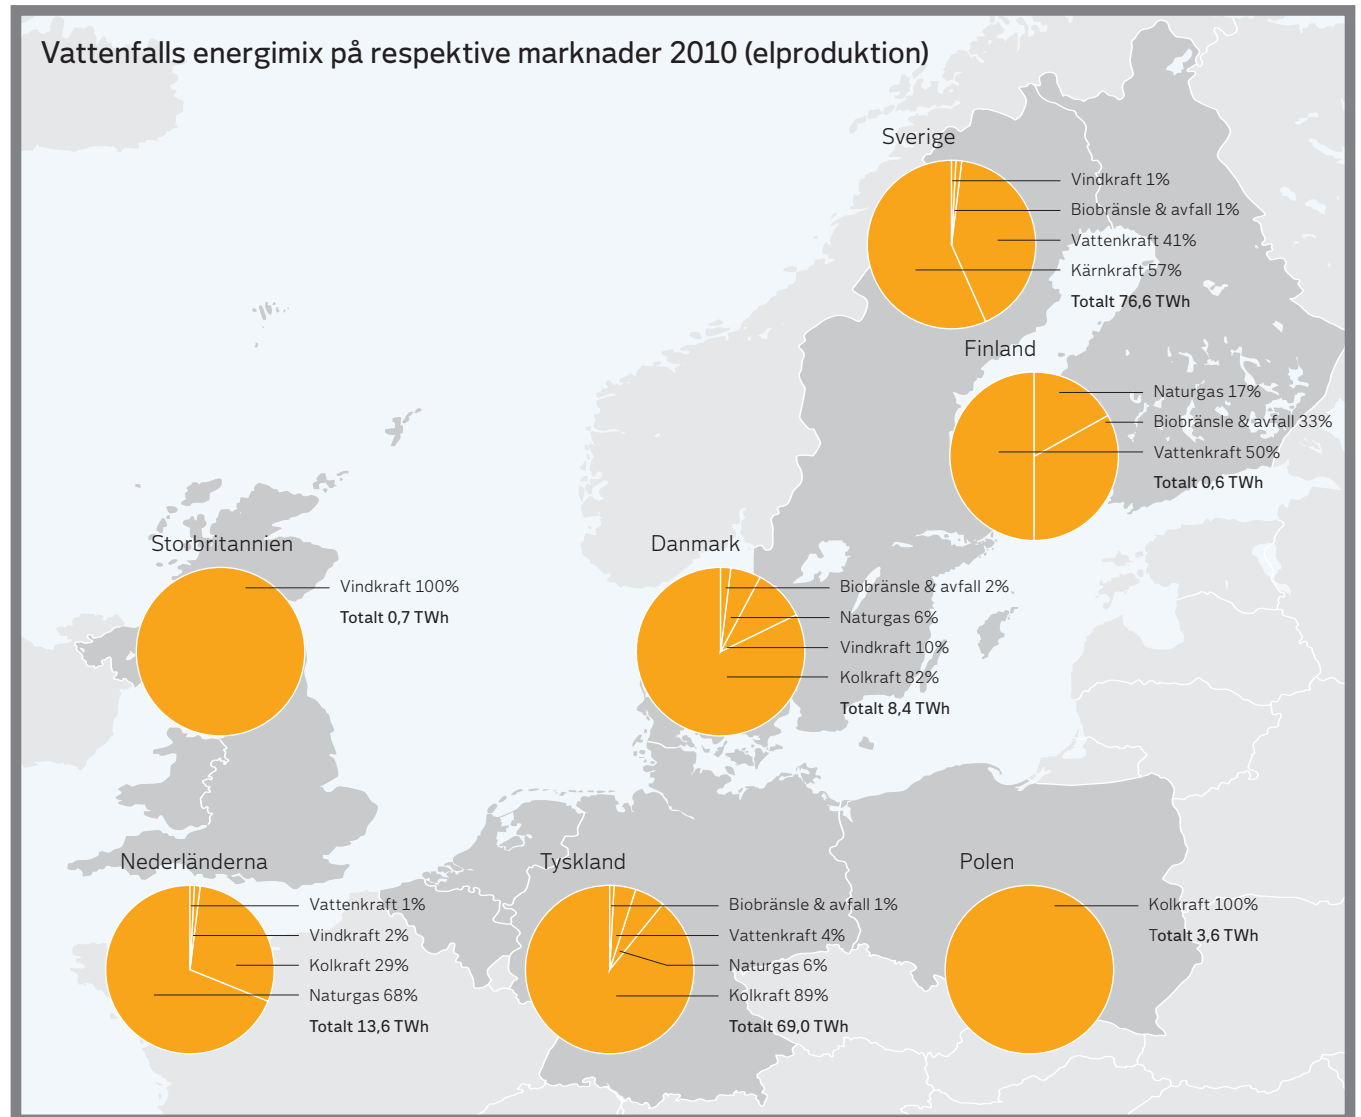 Vattenfalls energimix på respektive marknader 2010 (elproduktion)
Sverige
Vindkraft 1%
Biobränsle & avfall 1%
Vattenkraft 41%
Kärnkraft 57%
Totalt 76,6 TWh
Finland
Naturgas 17%
Biobränsle & avfall 33%
Vattenkraft 50%
Totalt 0,6 TWh
Storbritannien
Vindkraft 100%
Totalt 0,7 TWh
Danmark
Biobränsle & avfall 2%
Naturgas 6%
Vindkraft 10%
Kolkraft 82%
Totalt 8,4 TWh
Nederländerna
Vattenkraft 1%
Vindkraft 2%
Kolkraft 29%
Naturgas 68%
Totalt 13,6 TWh
Tyskland
Biobränsle & avfall 1%
Vattenkraft 4%
Naturgas 6%
Kolkraft 89%
Totalt 69,0 TWh
Polen
Kolkraft 100%
Totalt 3,6 TWh